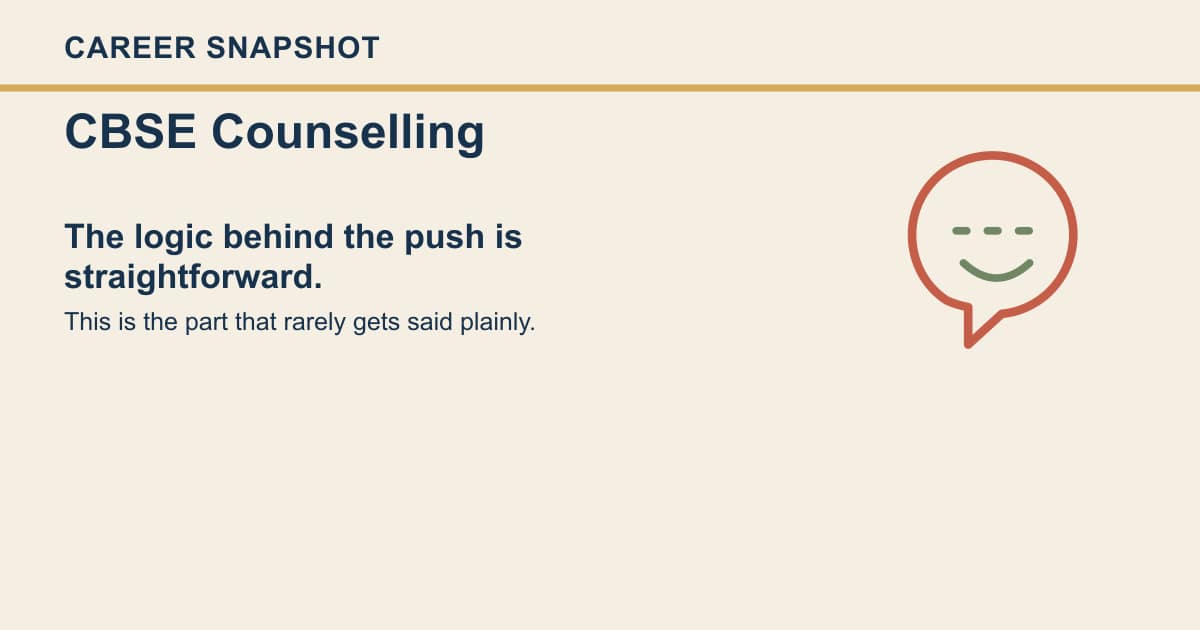 CAREER SNAPSHOT
CBSE Counselling
The logic behind the push is
straightforward.
This is the part that rarely gets said plainly.